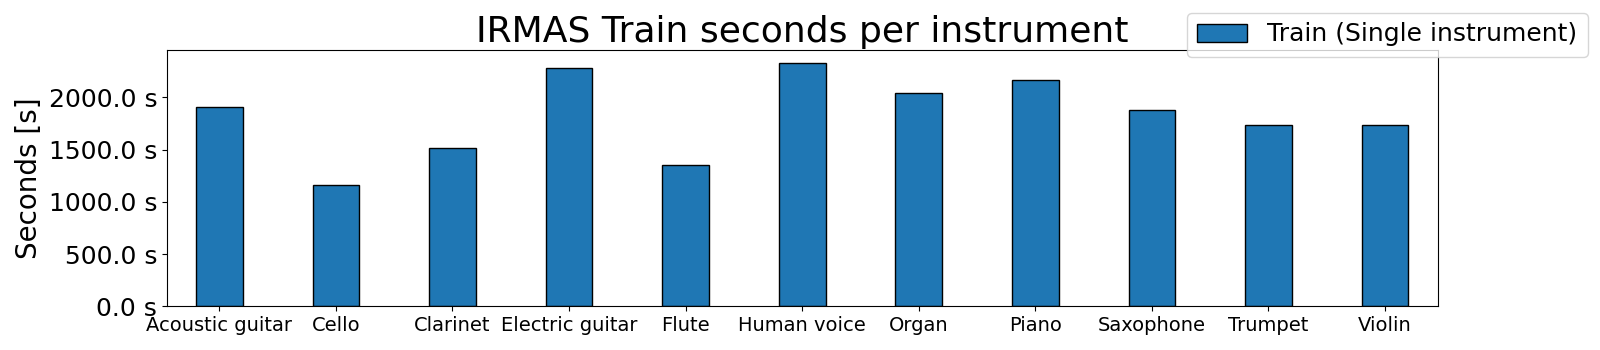 IRMAS Train seconds per instrument
Train (Single instrument)
Seconds [s]
2000.0 s
1500.0 s
1000.0 s
500.0 s
0.0 s
Acoustic guitar Cello Clarinet Electric guitar Flute Human voice Organ Piano Saxophone Trumpet Violin